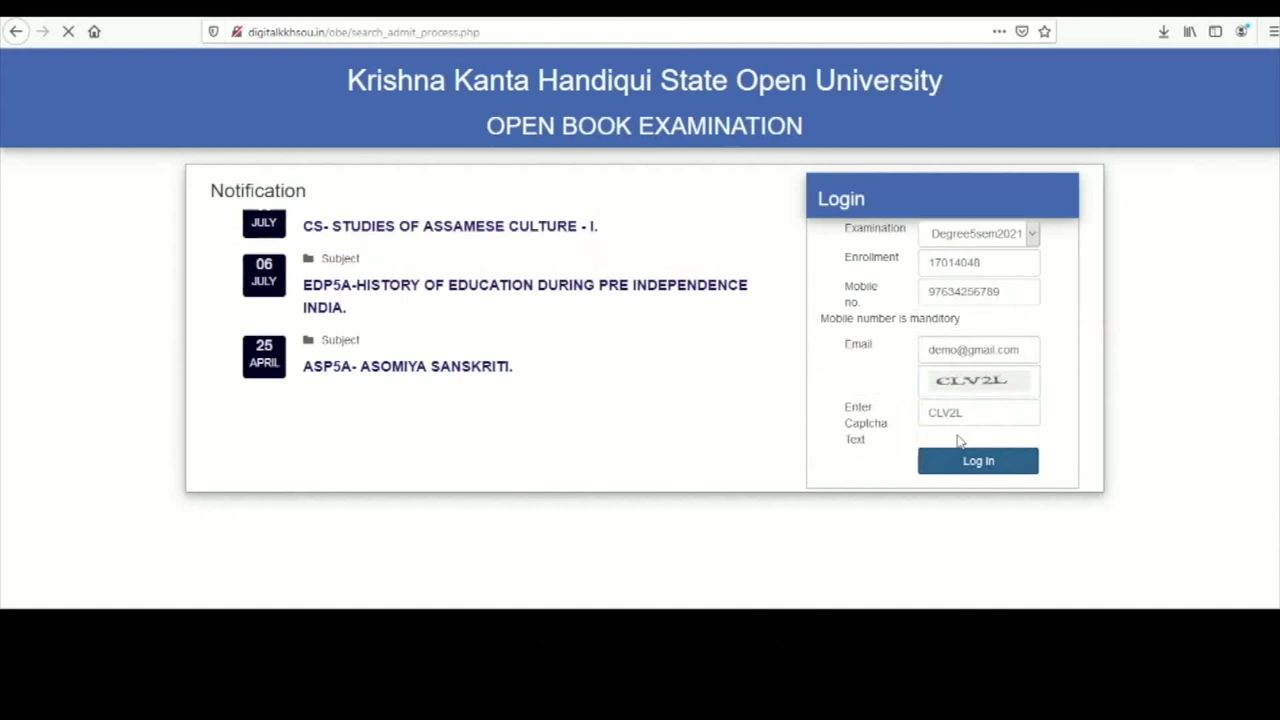 digitalkkhsou.in/obe/search_admit_process.php
Krishna Kanta Handiqui State Open University
OPEN BOOK EXAMINATION
Notification
JULY
CS- STUDIES OF ASSAMESE CULTURE - I.
06
JULY
Subject
EDP5A-HISTORY OF EDUCATION DURING PRE INDEPENDENCE
INDIA.
25
APRIL
Subject
ASP5A- ASOMIYA SANSKRITI.
Login
Examination
Degree5sem2021
Enrollment
17014048
Mobile
no.
97634256789
Mobile number is manditory
Email
demo@gmail.com
CLV2L
Enter
Captcha
Text
CLV2L
Log In